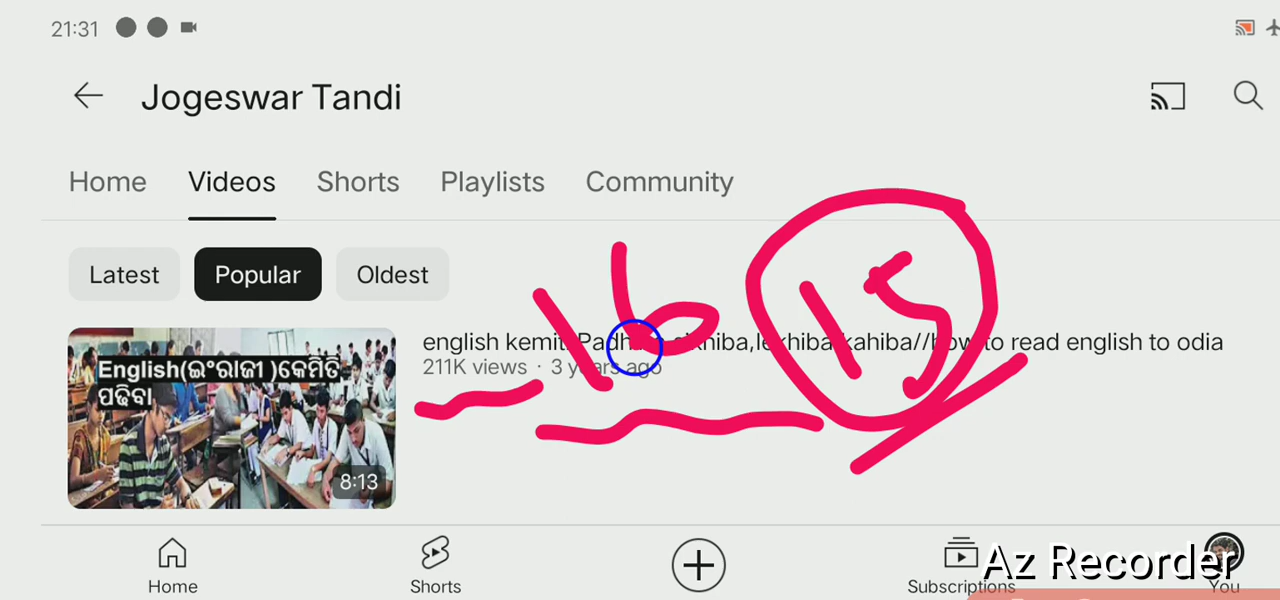 21:31
Jogeswar Tandi
Home Videos Shorts Playlists Community
Latest Popular Oldest
16 15
english kemiti Padhiba,sikhiba,lekhiba,kahiba//how to read english to odia
211K views · 3 years ago
English(ଇଂରାଜୀ )କେମିତି
ପଢିବା
8:13
Home Shorts Subscriptions You
Az Recorder